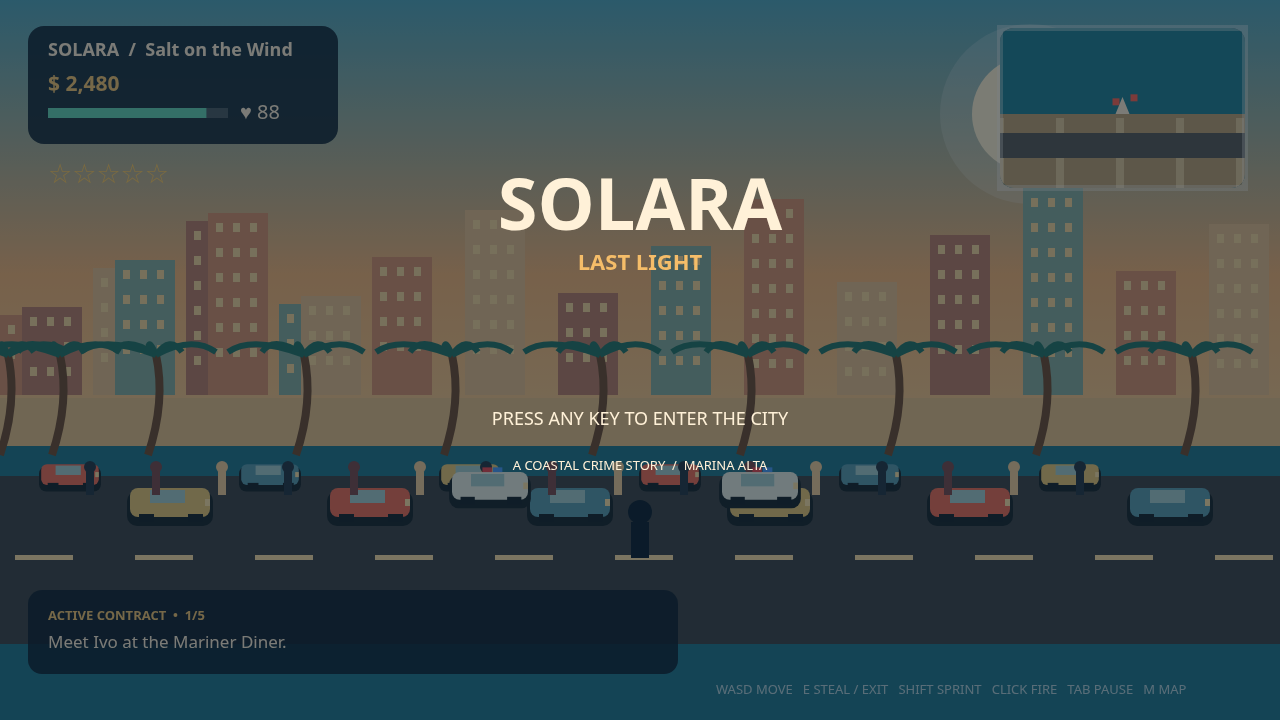 SOLARA / Salt on the Wind
$ 2,480
♥ 88
☆☆☆☆☆
SOLARA
LAST LIGHT
PRESS ANY KEY TO ENTER THE CITY
A COASTAL CRIME STORY / MARINA ALTA
ACTIVE CONTRACT • 1/5
Meet Ivo at the Mariner Diner.
WASD MOVE E STEAL / EXIT SHIFT SPRINT CLICK FIRE TAB PAUSE M MAP